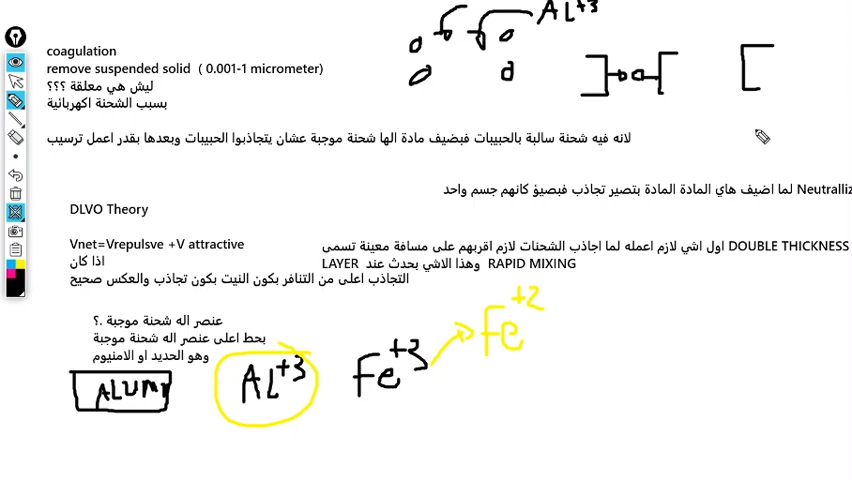 AL+3
coagulation
remove suspended solid ( 0.001-1 micrometer)
ليش هي معلقة ؟؟؟
بسبب الشحنة اكهربائية
لانه فيه شحنة سالبة بالحبيبات فبضيف مادة الها شحنة موجبة عشان يتجاذبوا الحبيبات وبعدها بقدر اعمل ترسيب
Neutralliz لما اضيف هاي المادة المادة بتصير تجاذب فبصيؤ كانهم جسم واحد
DLVO Theory
Vnet=Vrepulsve +V attractive
اذا كان
التجاذب اعلى من التنافر بكون النيت بكون تجاذب والعكس صحيح
DOUBLE THICKNESS اول اشي لازم اعمله لما اجاذب الشحنات لازم اقربهم على مسافة معينة تسمى
LAYER وهذا الاشي بحدث عند RAPID MIXING
عنصر اله شحنة موجبة .؟
بحط اعلى عنصر اله شحنة موجبة
وهو الحديد او الامنيوم
ALUM
AL+3
Fe+3
Fe+2